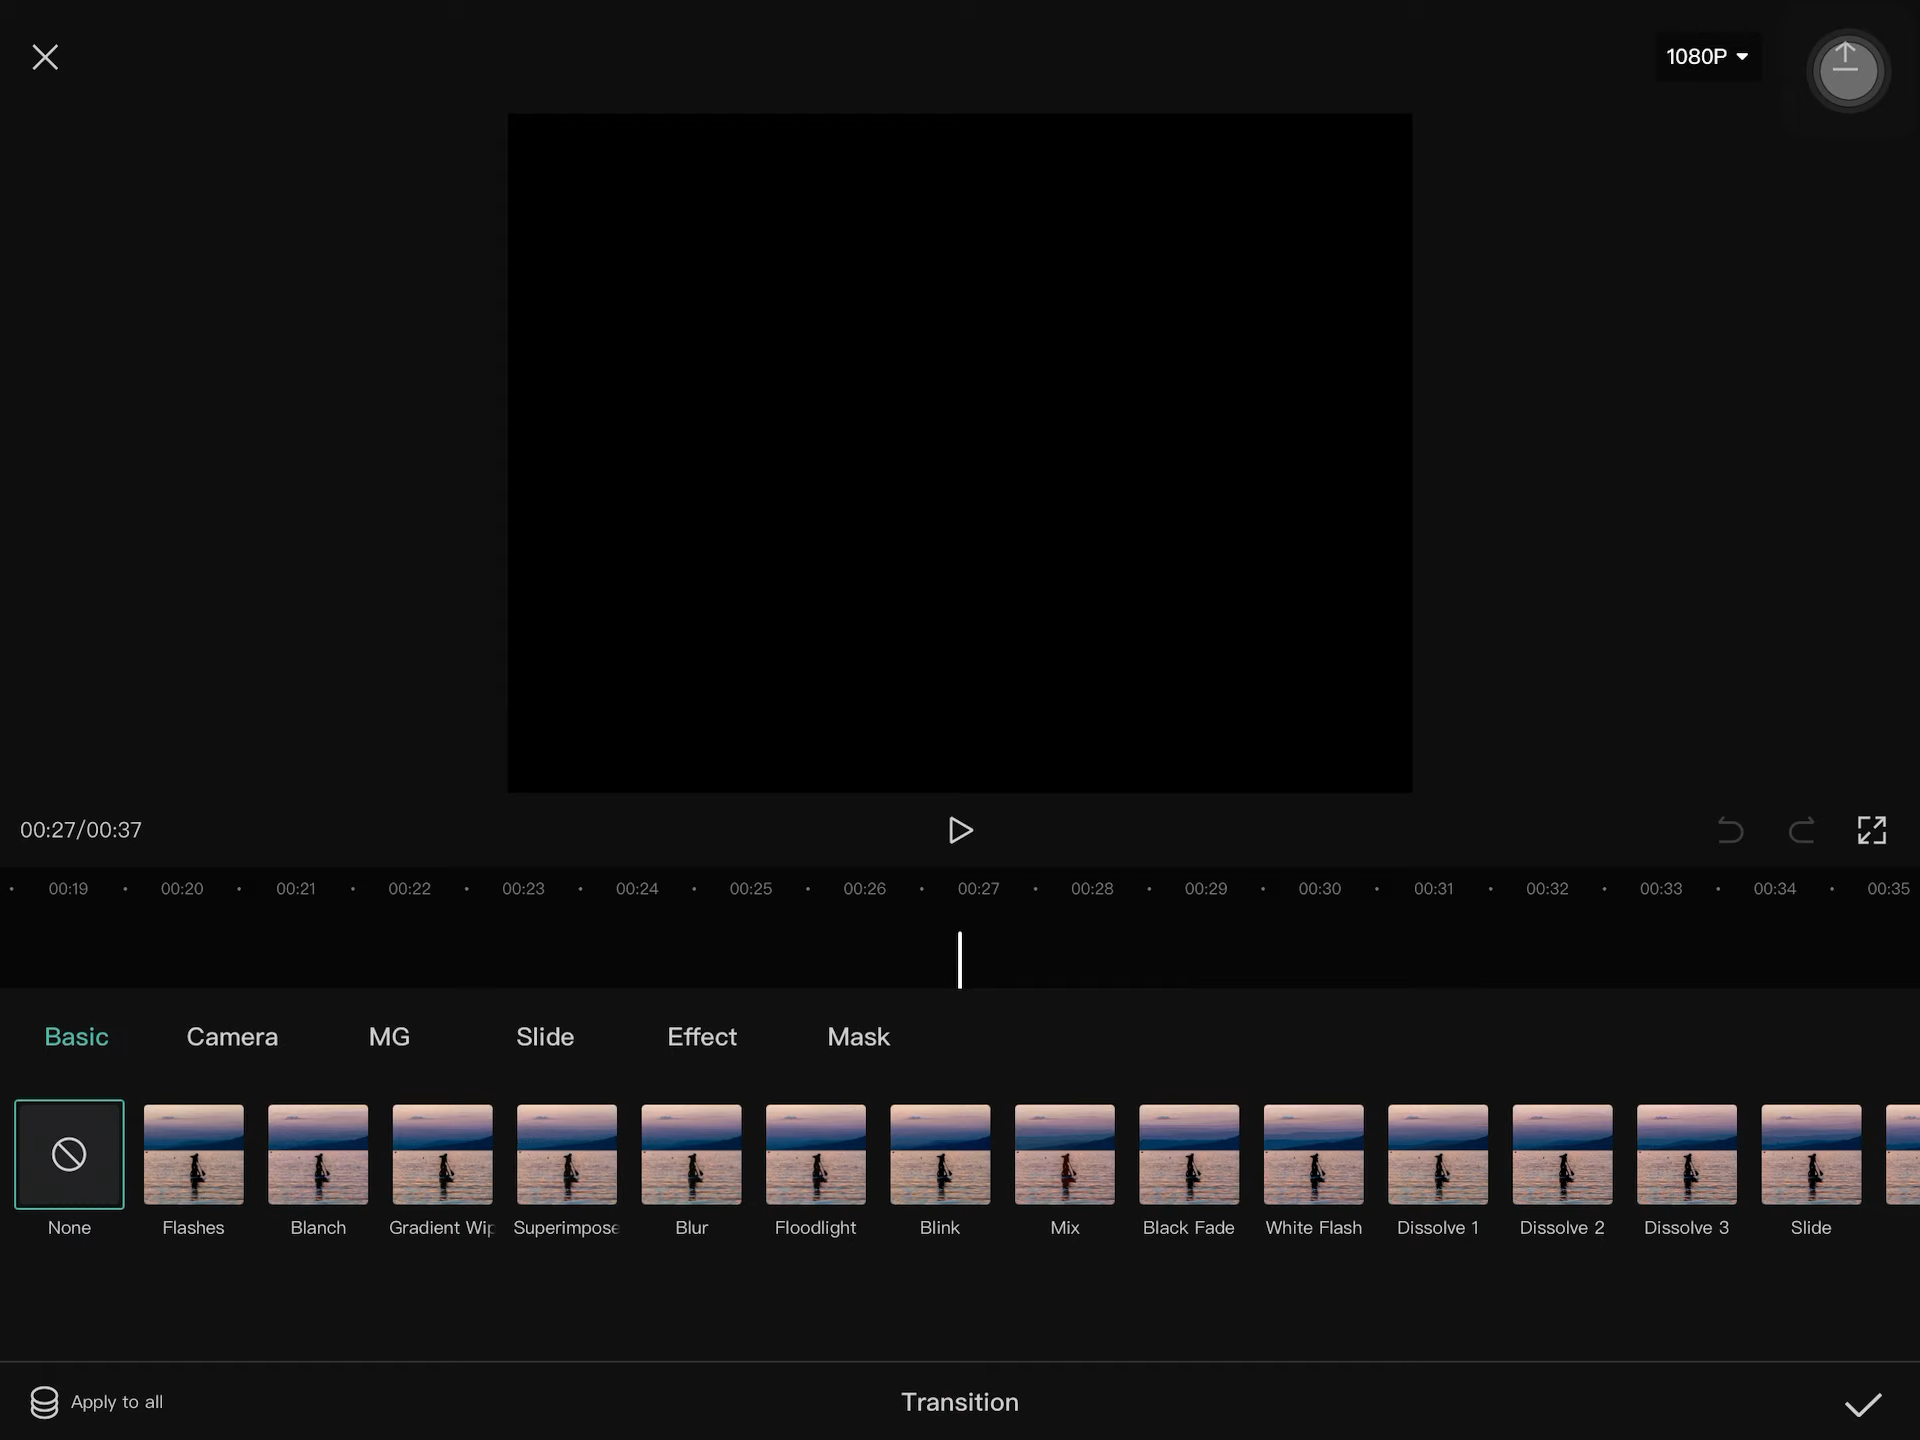 1080P
00:27/00:37
00:19 00:20 00:21 00:22 00:23 00:24 00:25 00:26 00:27 00:28 00:29 00:30 00:31 00:32 00:33 00:34 00:35
Basic Camera MG Slide Effect Mask
None Flashes Blanch Gradient Wip Superimpose Blur Floodlight Blink Mix Black Fade White Flash Dissolve 1 Dissolve 2 Dissolve 3 Slide
Apply to all Transition